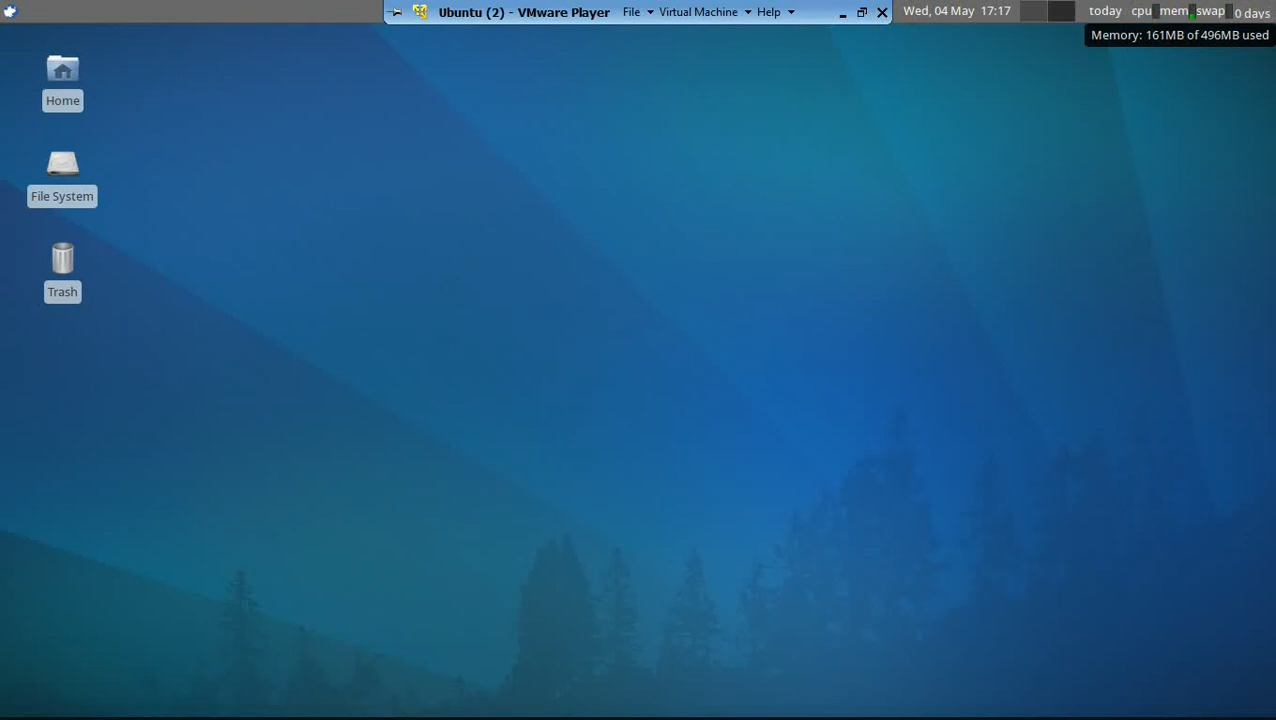 Ubuntu (2) - VMware Player File Virtual Machine Help Wed, 04 May 17:17 today cpu mem swap 0 days
Memory: 161MB of 496MB used
Home
File System
Trash